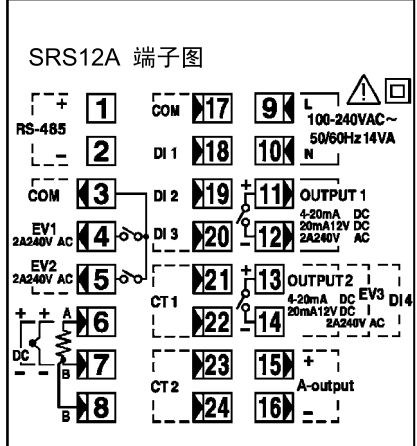 SRS12A 端子图
+ 1 COM 17 9 L
RS-485 100-240VAC~
- 2 DI 1 18 10 N 50/60Hz 14VA
COM 3 DI 2 19 + 11 OUTPUT 1
4-20mA DC
20mA12V DC
EV1 4 DI 3 20 - 12 2A240V AC
2A240V AC
EV2 5 21 + 13 OUTPUT2 EV3 DI4
2A240V AC
CT 1 4-20mA DC
20mA12V DC
+ + A 6 22 - 14 2A240V AC
DC
- - B 7 23 15 + A-output
CT 2
B 8 24 16 -